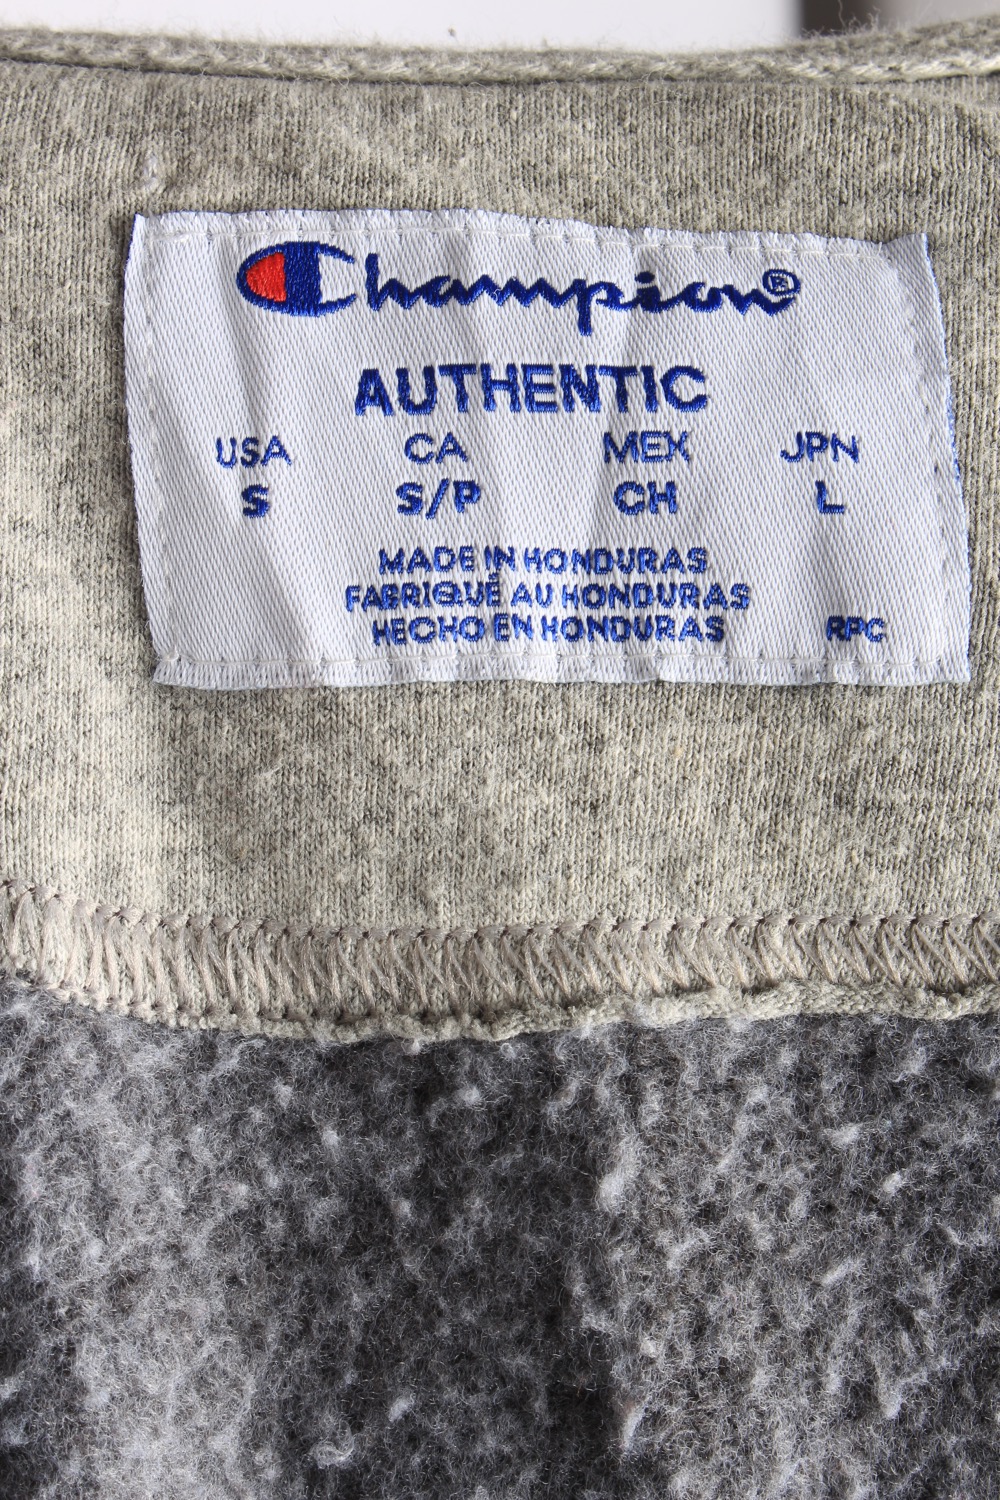 Champion®
AUTHENTIC
USA CA MEX JPN
S S/P CH L
MADE IN HONDURAS
FABRIQUÉ AU HONDURAS
HECHO EN HONDURAS RPC